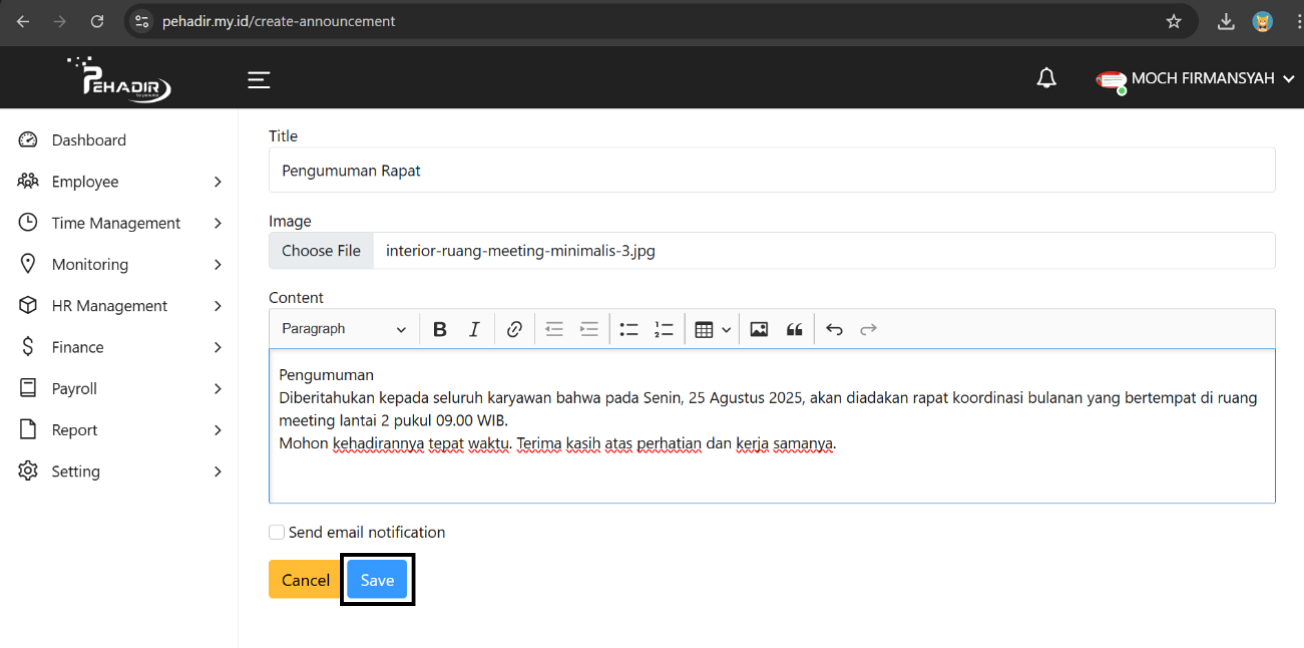 pehadir.my.id/create-announcement
PEHADIR
MOCH FIRMANSYAH
Dashboard
Employee
Time Management
Monitoring
HR Management
Finance
Payroll
Report
Setting
Title
Pengumuman Rapat
Image
Choose File interior-ruang-meeting-minimalis-3.jpg
Content
Paragraph B I
Pengumuman
Diberitahukan kepada seluruh karyawan bahwa pada Senin, 25 Agustus 2025, akan diadakan rapat koordinasi bulanan yang bertempat di ruang
meeting lantai 2 pukul 09.00 WIB.
Mohon kehadirannya tepat waktu. Terima kasih atas perhatian dan kerja samanya.
Send email notification
Cancel Save